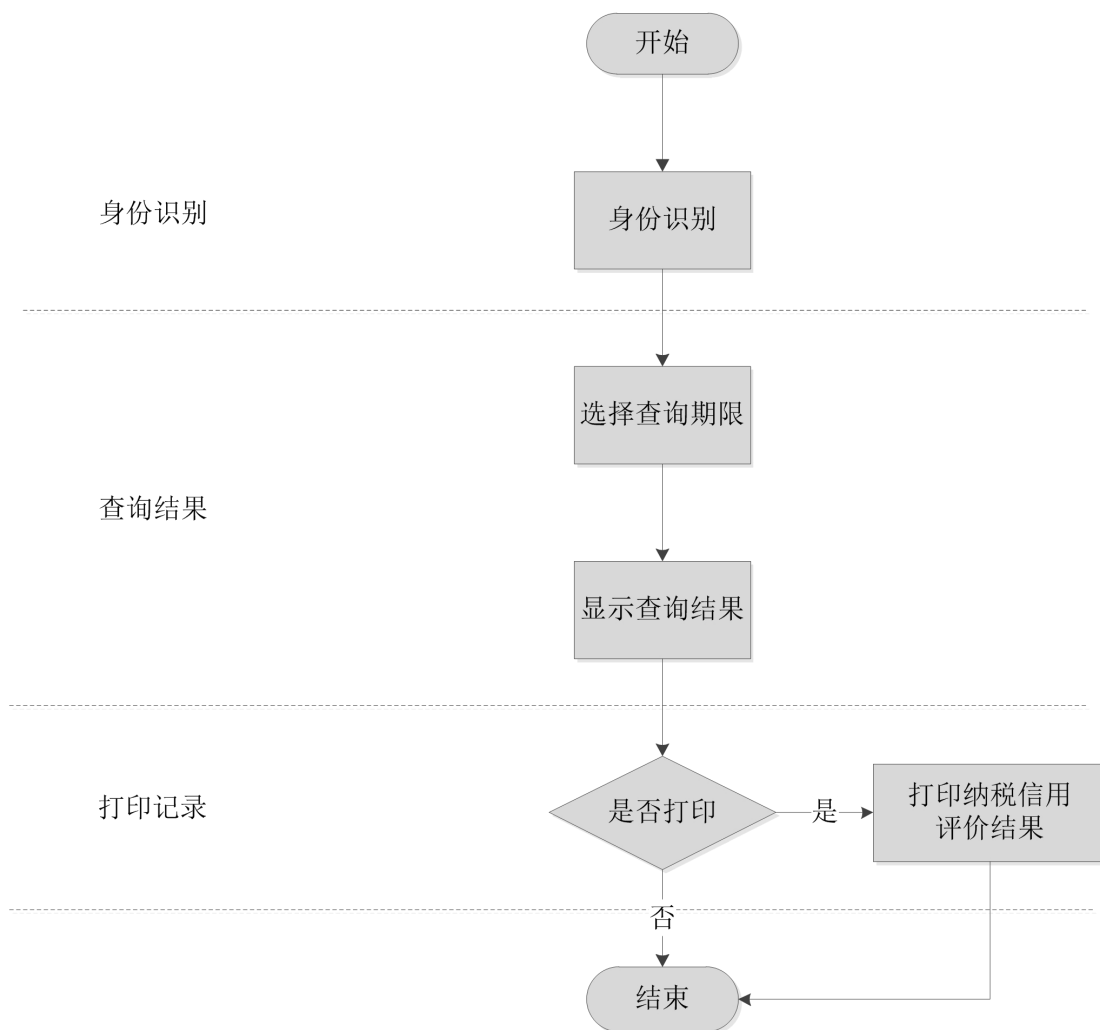 开始
身份识别
身份识别
选择查询期限
查询结果
显示查询结果
打印记录
是否打印
是
打印纳税信用
评价结果
否
结束